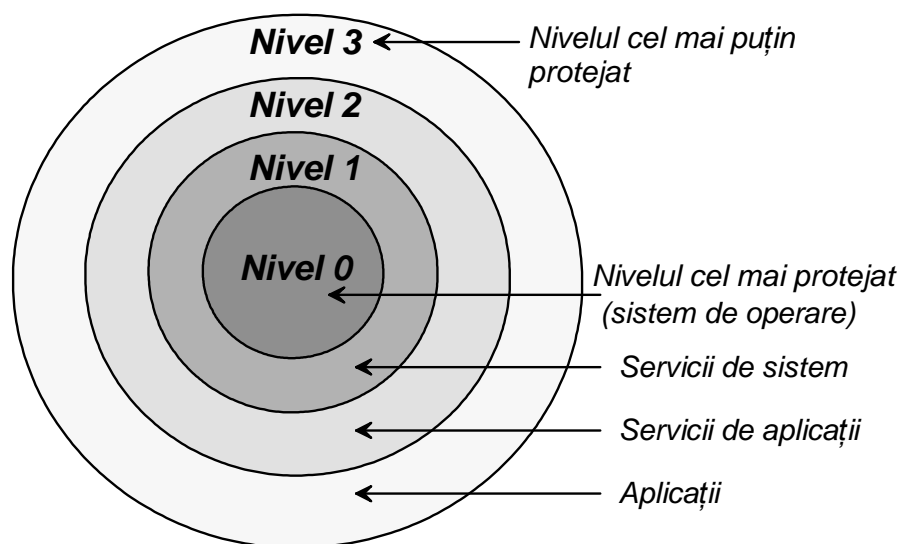 Nivel 3
Nivelul cel mai puțin
protejat
Nivel 2
Nivel 1
Nivel 0
Nivelul cel mai protejat
(sistem de operare)
Servicii de sistem
Servicii de aplicații
Aplicații